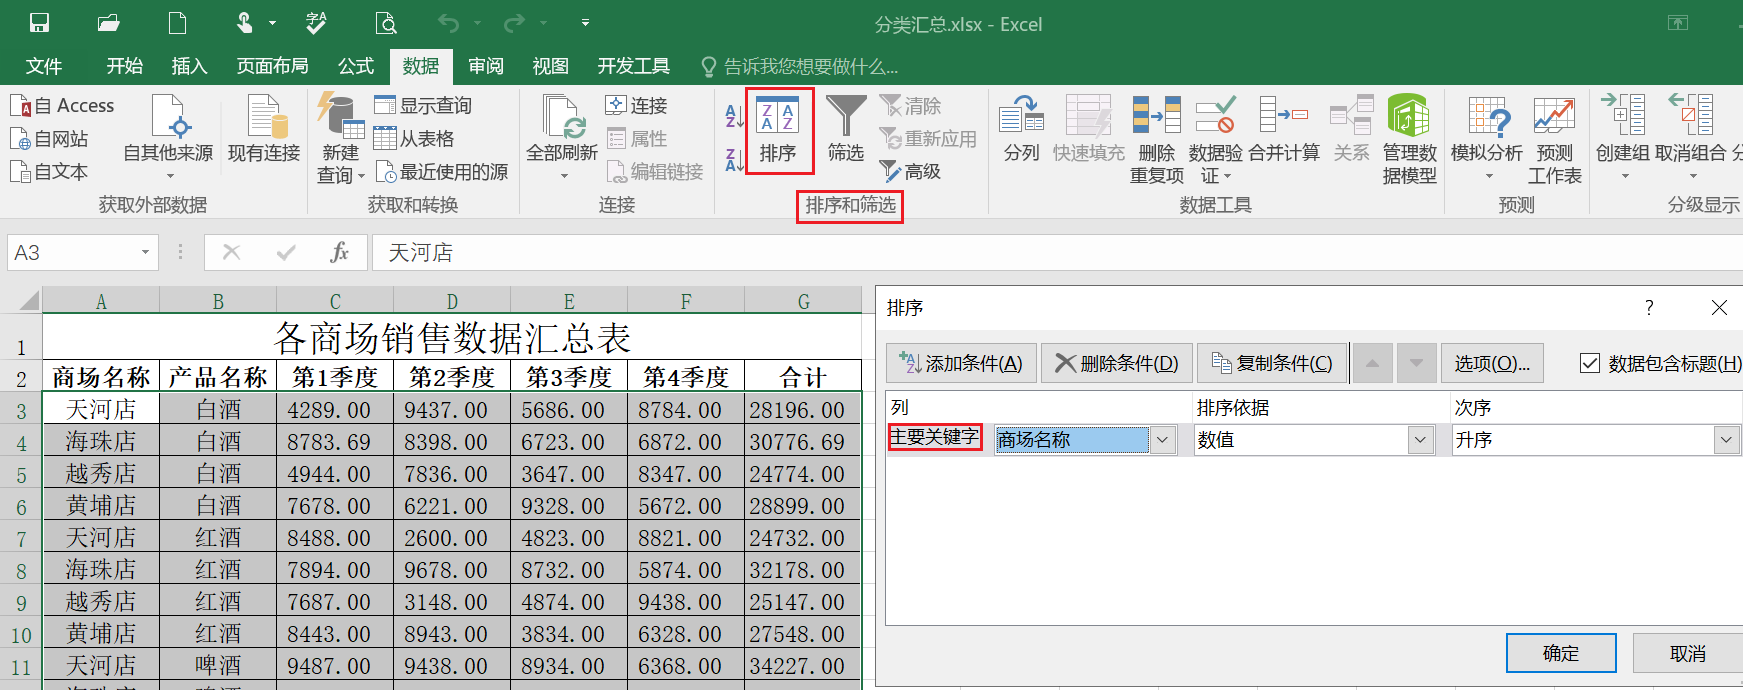 分类汇总.xlsx - Excel
文件 开始 插入 页面布局 公式 数据 审阅 视图 开发工具 告诉我您想要做什么...
自 Access
自网站
自文本
自其他来源
现有连接
获取外部数据
新建
查询
显示查询
从表格
最近使用的源
获取和转换
全部刷新
连接
属性
编辑链接
连接
排序
筛选
清除
重新应用
高级
排序和筛选
分列
快速填充
删除
重复项
数据验
证
合并计算
关系
管理数
据模型
数据工具
模拟分析
预测
工作表
预测
创建组
取消组合
分级显示
A3 fx 天河店
A B C D E F G
1 各商场销售数据汇总表
2 商场名称 产品名称 第1季度 第2季度 第3季度 第4季度 合计
3 天河店 白酒 4289.00 9437.00 5686.00 8784.00 28196.00
4 海珠店 白酒 8783.69 8398.00 6723.00 6872.00 30776.69
5 越秀店 白酒 4944.00 7836.00 3647.00 8347.00 24774.00
6 黄埔店 白酒 7678.00 6221.00 9328.00 5672.00 28899.00
7 天河店 红酒 8488.00 2600.00 4823.00 8821.00 24732.00
8 海珠店 红酒 7894.00 9678.00 8732.00 5874.00 32178.00
9 越秀店 红酒 7687.00 3148.00 4874.00 9438.00 25147.00
10 黄埔店 红酒 8443.00 8943.00 3834.00 6328.00 27548.00
11 天河店 啤酒 9487.00 9438.00 8934.00 6368.00 34227.00
排序 ?
添加条件(A) 删除条件(D) 复制条件(C) 选项(O)... 数据包含标题(H)
列 排序依据 次序
主要关键字 商场名称 数值 升序
确定 取消